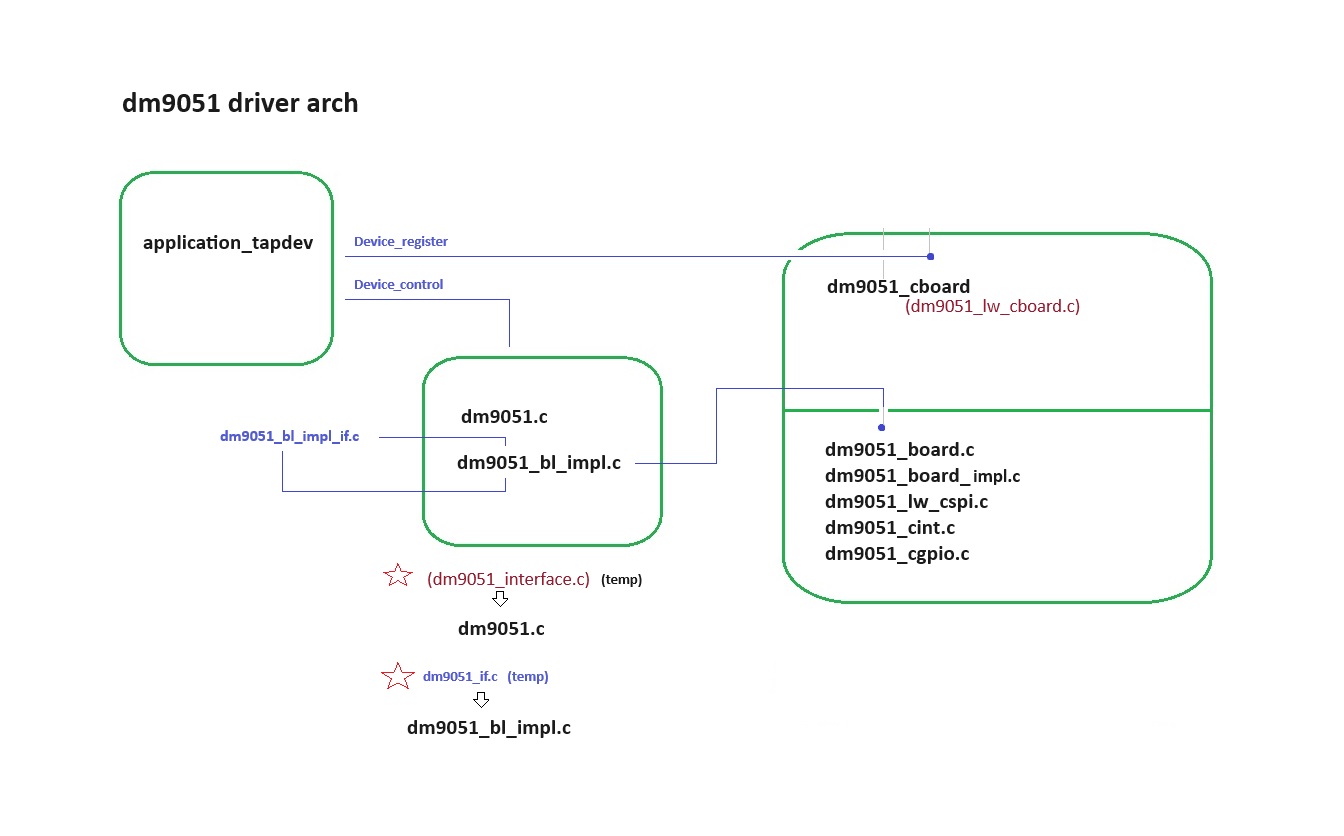 dm9051 driver arch
application_tapdev
Device_register
Device_control
dm9051_cboard
(dm9051_lw_cboard.c)
dm9051.c
dm9051_bl_impl_if.c
dm9051_bl_impl.c
dm9051_board.c
dm9051_board_impl.c
dm9051_lw_cspi.c
dm9051_cint.c
dm9051_cgpio.c
(dm9051_interface.c) (temp)
dm9051.c
dm9051_if.c (temp)
dm9051_bl_impl.c